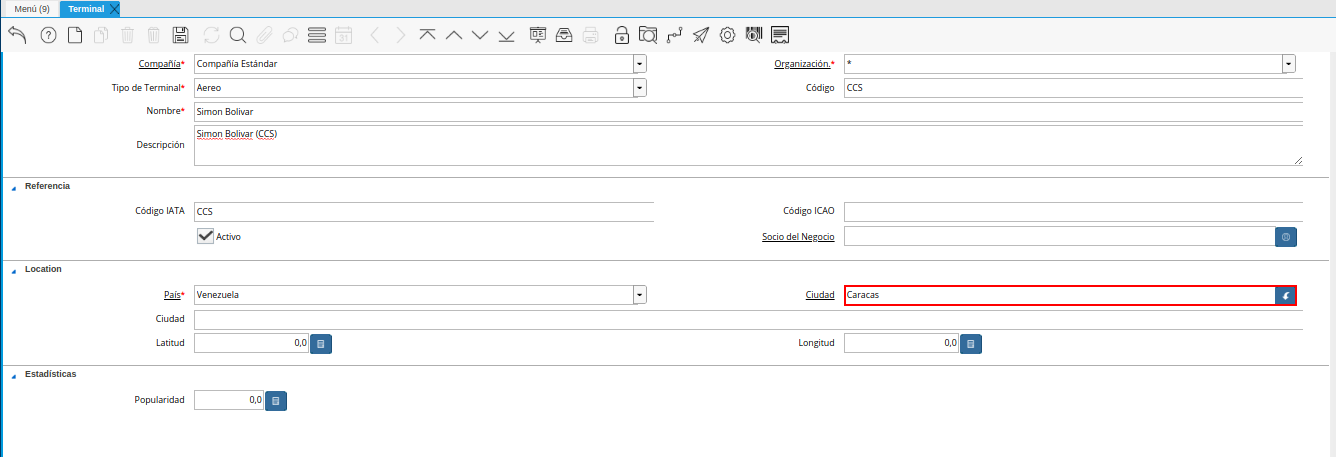 Menú (9) Terminal
31
Compañía* Compañía Estándar Organización.* *
Tipo de Terminal* Aereo Código CCS
Nombre* Simon Bolivar
Descripción Simon Bolivar (CCS)
Referencia
Código IATA CCS Código ICAO
Activo Socio del Negocio
Location
País* Venezuela Ciudad Caracas
Ciudad
Latitud 0,0 Longitud 0,0
Estadísticas
Popularidad 0,0